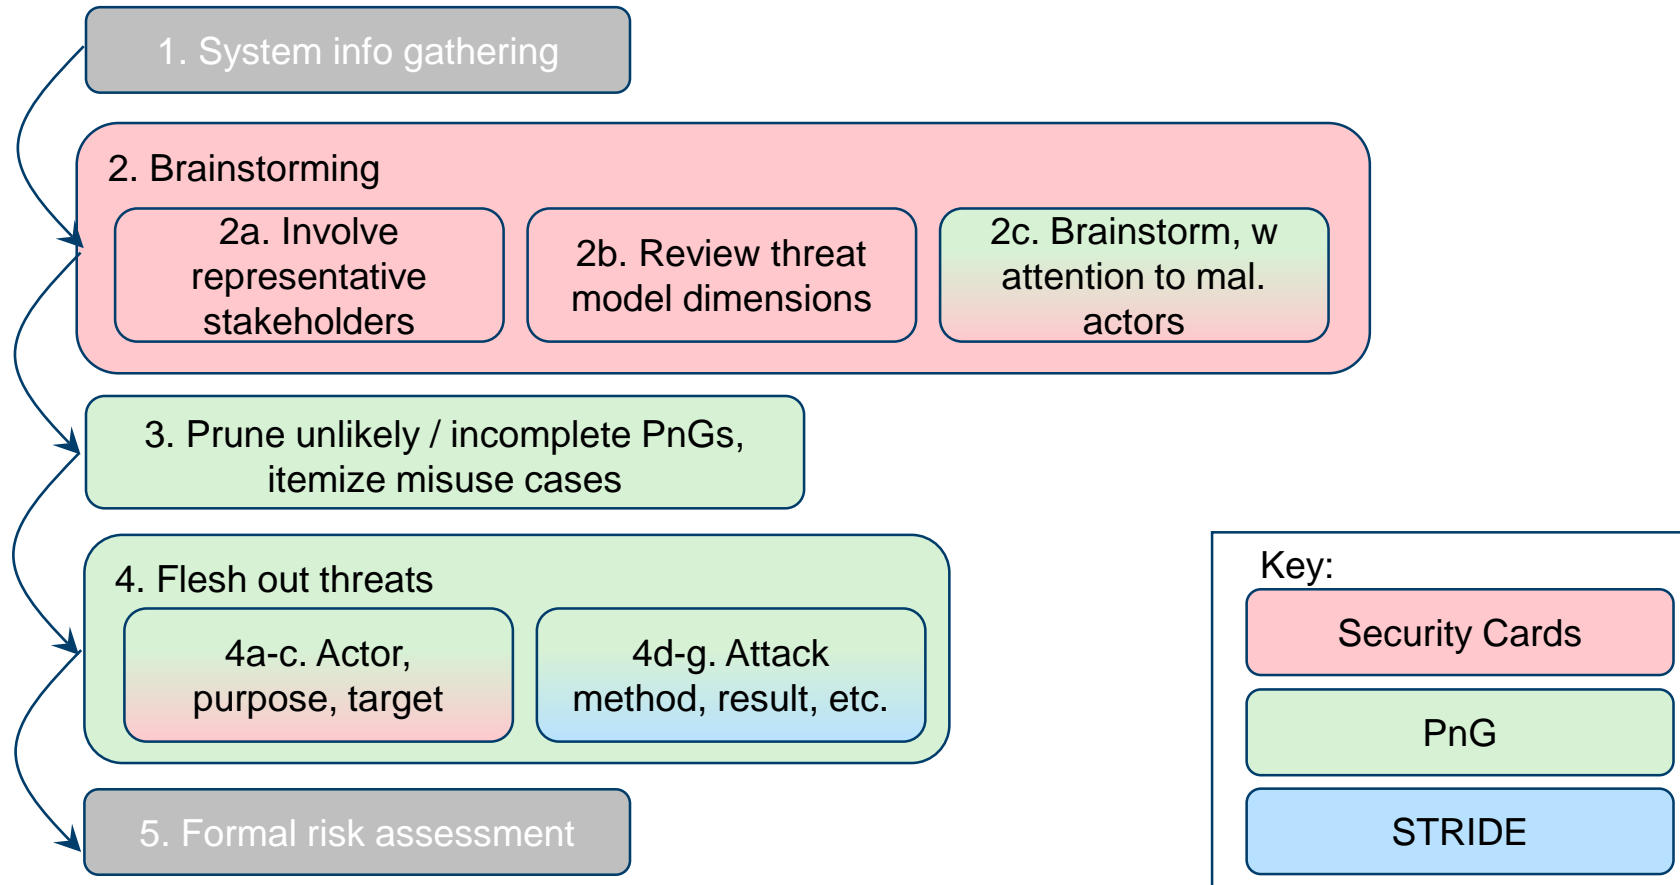 1. System info gathering
2. Brainstorming
2a. Involve
representative
stakeholders
2b. Review threat
model dimensions
2c. Brainstorm, w
attention to mal.
actors
3. Prune unlikely / incomplete PnGs,
itemize misuse cases
4. Flesh out threats
4a-c. Actor,
purpose, target
4d-g. Attack
method, result, etc.
5. Formal risk assessment
Key:
Security Cards
PnG
STRIDE